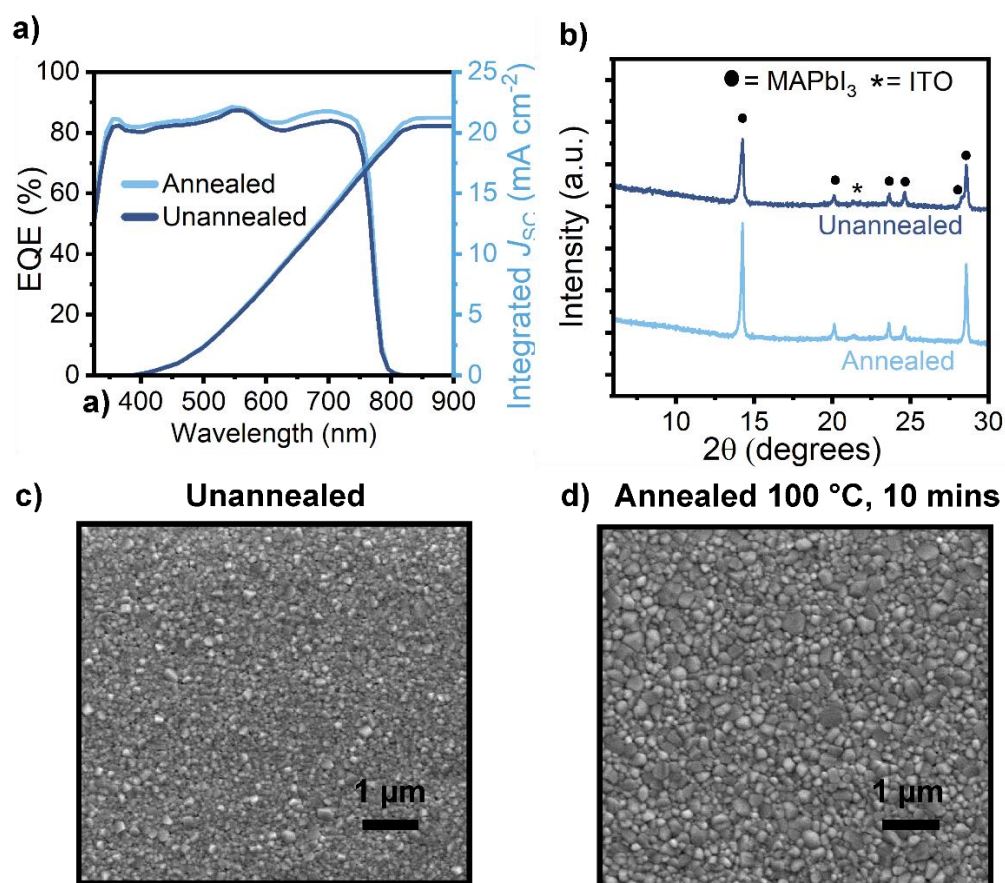 a)
EQE (%)
100
80
60
40
20
0
Annealed
Unannealed
25
20
15
10
5
0
Integrated J_SC (mA cm⁻²)
a)
400 500 600 700 800 900
Wavelength (nm)
b)
● = MAPbI₃ *= ITO
Intensity (a.u.)
Unannealed
Annealed
10 15 20 25 30
2θ (degrees)
c) Unannealed
1 µm
d) Annealed 100 °C, 10 mins
1 µm